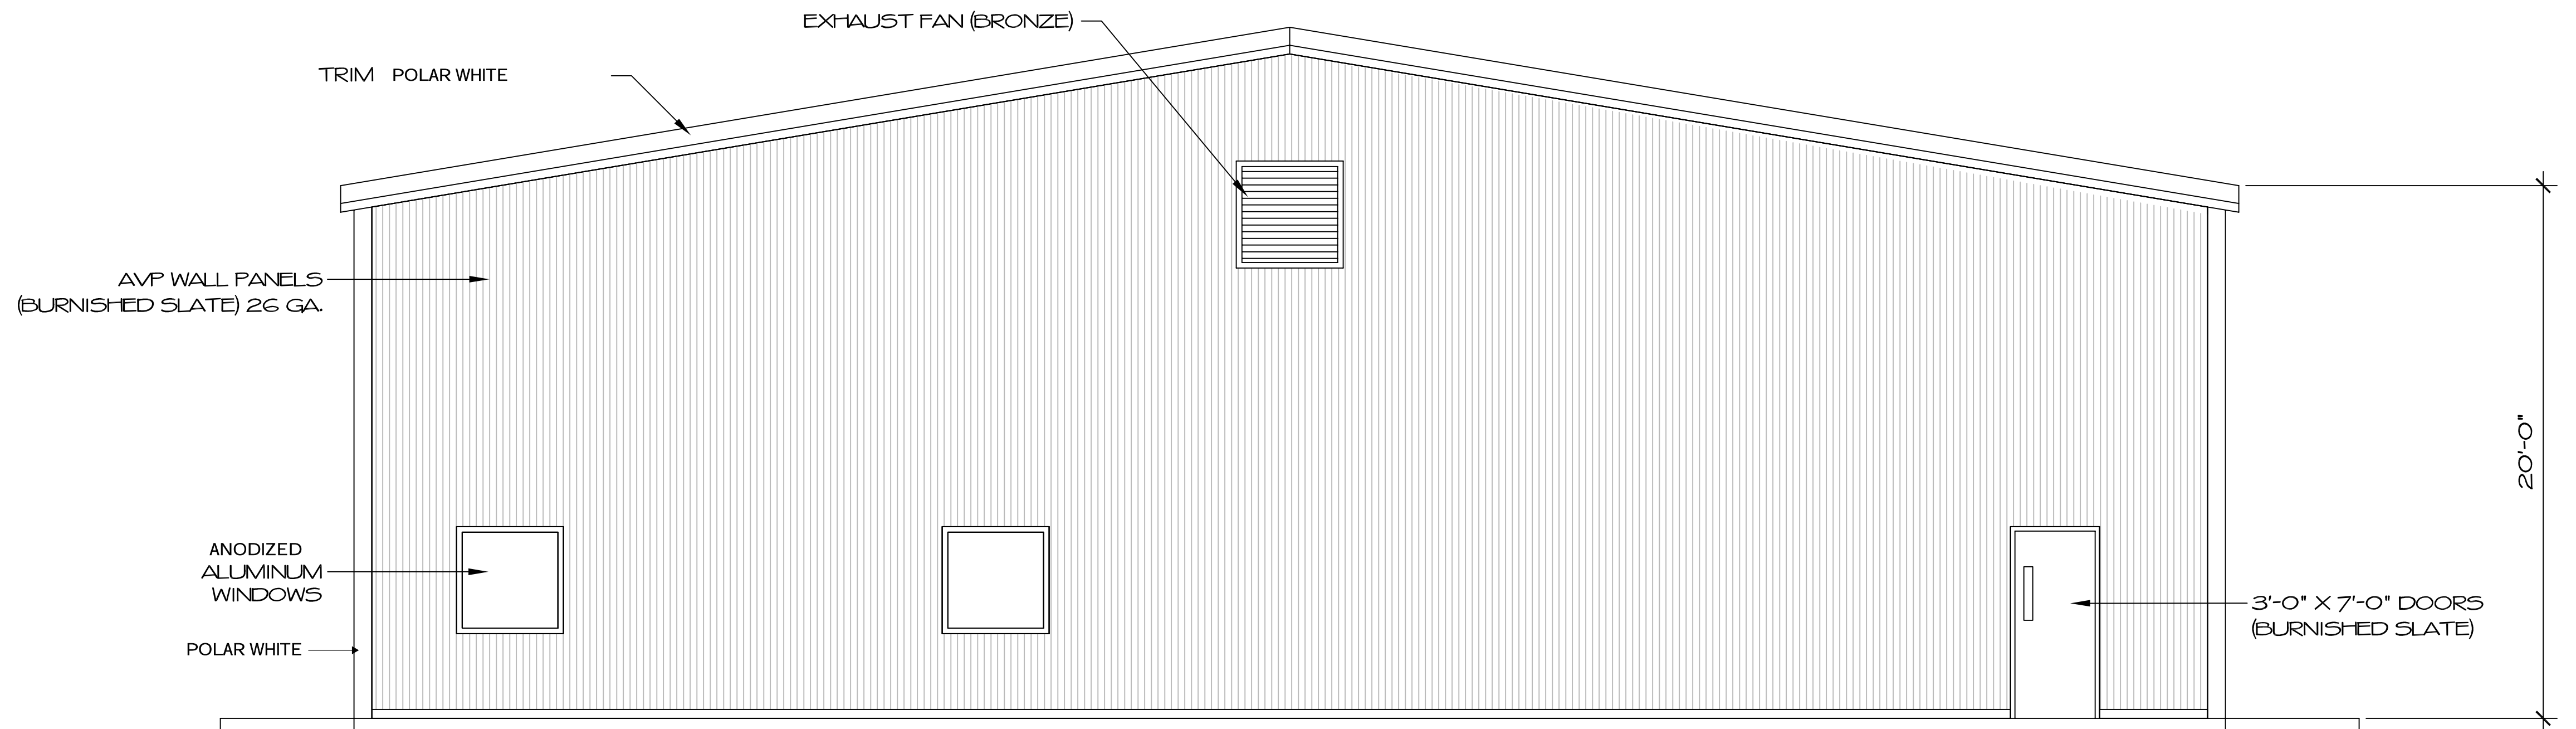 EXHAUST FAN (BRONZE)
TRIM POLAR WHITE
AVP WALL PANELS
(BURNISHED SLATE) 26 GA.
20'-0"
ANODIZED
ALUMINUM
WINDOWS
3'-0" X 7'-0" DOORS
(BURNISHED SLATE)
POLAR WHITE